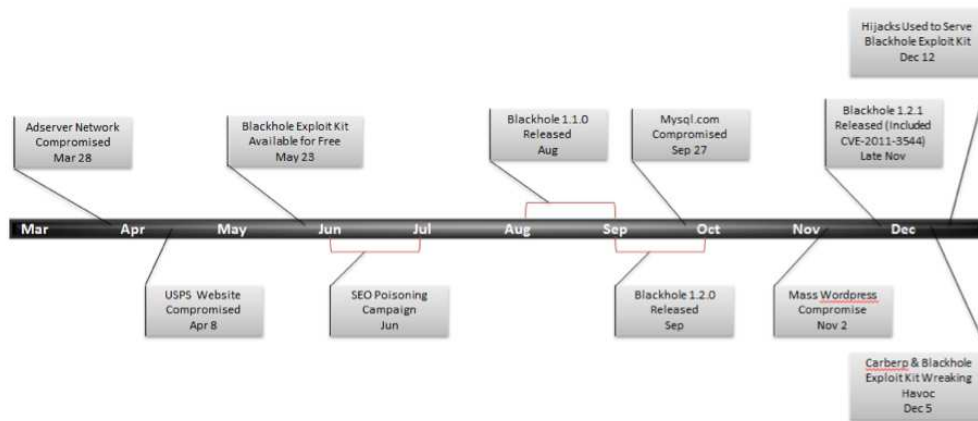 Hijacks Used to Serve
Blackhole Exploit Kit
Dec 12
Adserver Network
Compromised
Mar 28
Blackhole Exploit Kit
Available for Free
May 23
Blackhole 1.1.0
Released
Aug
Mysql.com
Compromised
Sep 27
Blackhole 1.2.1
Released (Included
CVE-2011-3544)
Late Nov
Mar
Apr
May
Jun
Jul
Aug
Sep
Oct
Nov
Dec
USPS Website
Compromised
Apr 8
SEO Poisoning
Campaign
Jun
Blackhole 1.2.0
Released
Sep
Mass Wordpress
Compromise
Nov 2
Carberp & Blackhole
Exploit Kit Wreaking
Havoc
Dec 5